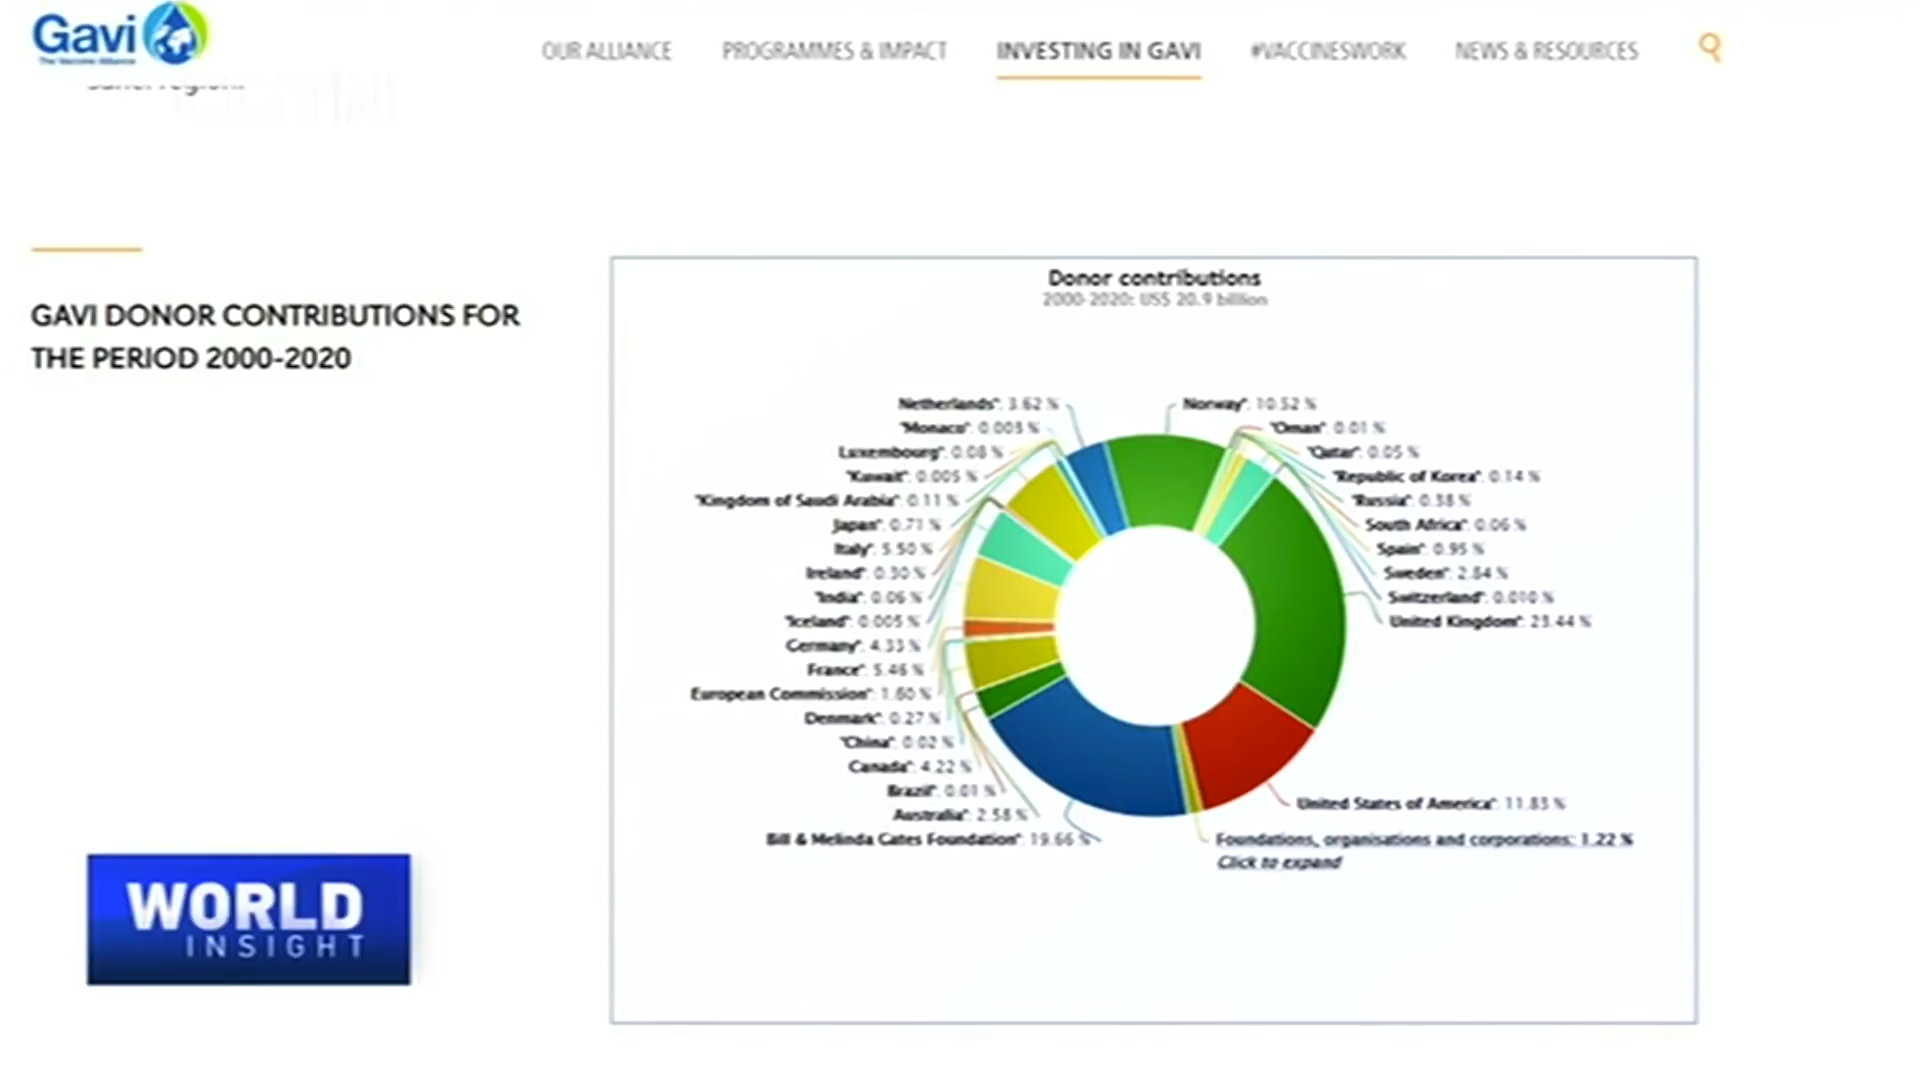 Gavi
The Vaccine Alliance
OUR ALLIANCE
PROGRAMMES & IMPACT
INVESTING IN GAVI
#VACCINESWORK
NEWS & RESOURCES
GAVI DONOR CONTRIBUTIONS FOR
THE PERIOD 2000-2020
Donor contributions
2000-2020: US$ 20.9 billion
Netherlands*: 3.62 %
*Monaco*: 0.005 %
Luxembourg*: 0.08 %
*Kuwait*: 0.005 %
*Kingdom of Saudi Arabia*: 0.11 %
Japan*: 0.71 %
Italy*: 5.50 %
Ireland*: 0.30 %
*India*: 0.06 %
*Iceland*: 0.005 %
Germany*: 4.33 %
France*: 5.46 %
European Commission*: 1.60 %
Denmark*: 0.27 %
*China*: 0.02 %
Canada*: 4.22 %
Brazil*: 0.01 %
Australia*: 2.58 %
Bill & Melinda Gates Foundation*: 19.66 %
Norway*: 10.52 %
*Oman*: 0.01 %
*Qatar*: 0.05 %
*Republic of Korea*: 0.14 %
*Russia*: 0.38 %
South Africa*: 0.06 %
Spain*: 0.95 %
Sweden*: 2.84 %
Switzerland*: 0.010 %
United Kingdom*: 23.44 %
United States of America*: 11.83 %
Foundations, organisations and corporations: 1.22 %
Click to expand
WORLD
INSIGHT